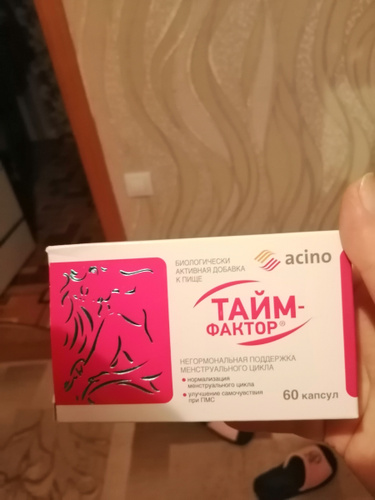 БИОЛОГИЧЕСКИ
АКТИВНАЯ ДОБАВКА
К ПИЩЕ
acino
ТАЙМ-
ФАКТОР®
НЕГОРМОНАЛЬНАЯ ПОДДЕРЖКА
МЕНСТРУАЛЬНОГО ЦИКЛА
• нормализация
менструального цикла
• улучшение самочувствия
при ПМС
60 капсул